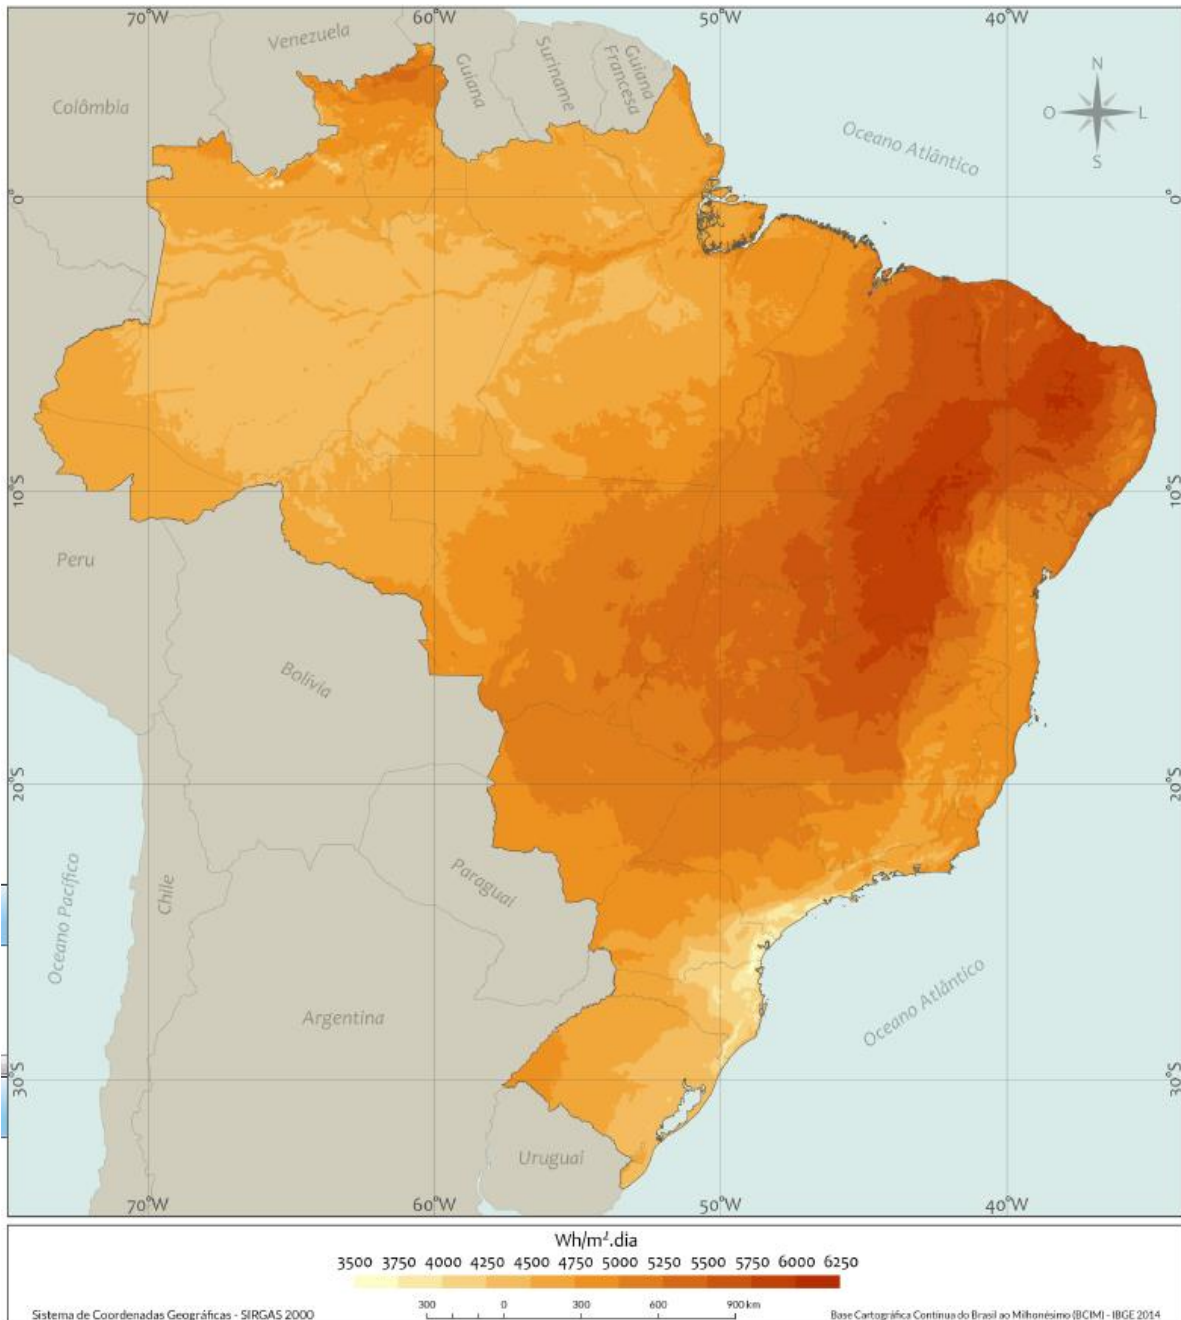 70°W 60°W 50°W 40°W
Venezuela
Guiana
Suriname
Guiana
Francesa
Colômbia
N
O L
S
Oceano Atlântico
0° 0°
10°S 10°S
Peru
Bolívia
20°S 20°S
Paraguai
Chile
Oceano Pacífico
Argentina
Oceano Atlântico
30°S 30°S
Uruguai
70°W 60°W 50°W 40°W
Wh/m².dia
3500 3750 4000 4250 4500 4750 5000 5250 5500 5750 6000 6250
300 0 300 600 900 km
Sistema de Coordenadas Geográficas - SIRGAS 2000
Base Cartográfica Contínua do Brasil ao Milhonésimo (BCIM) - IBGE 2014